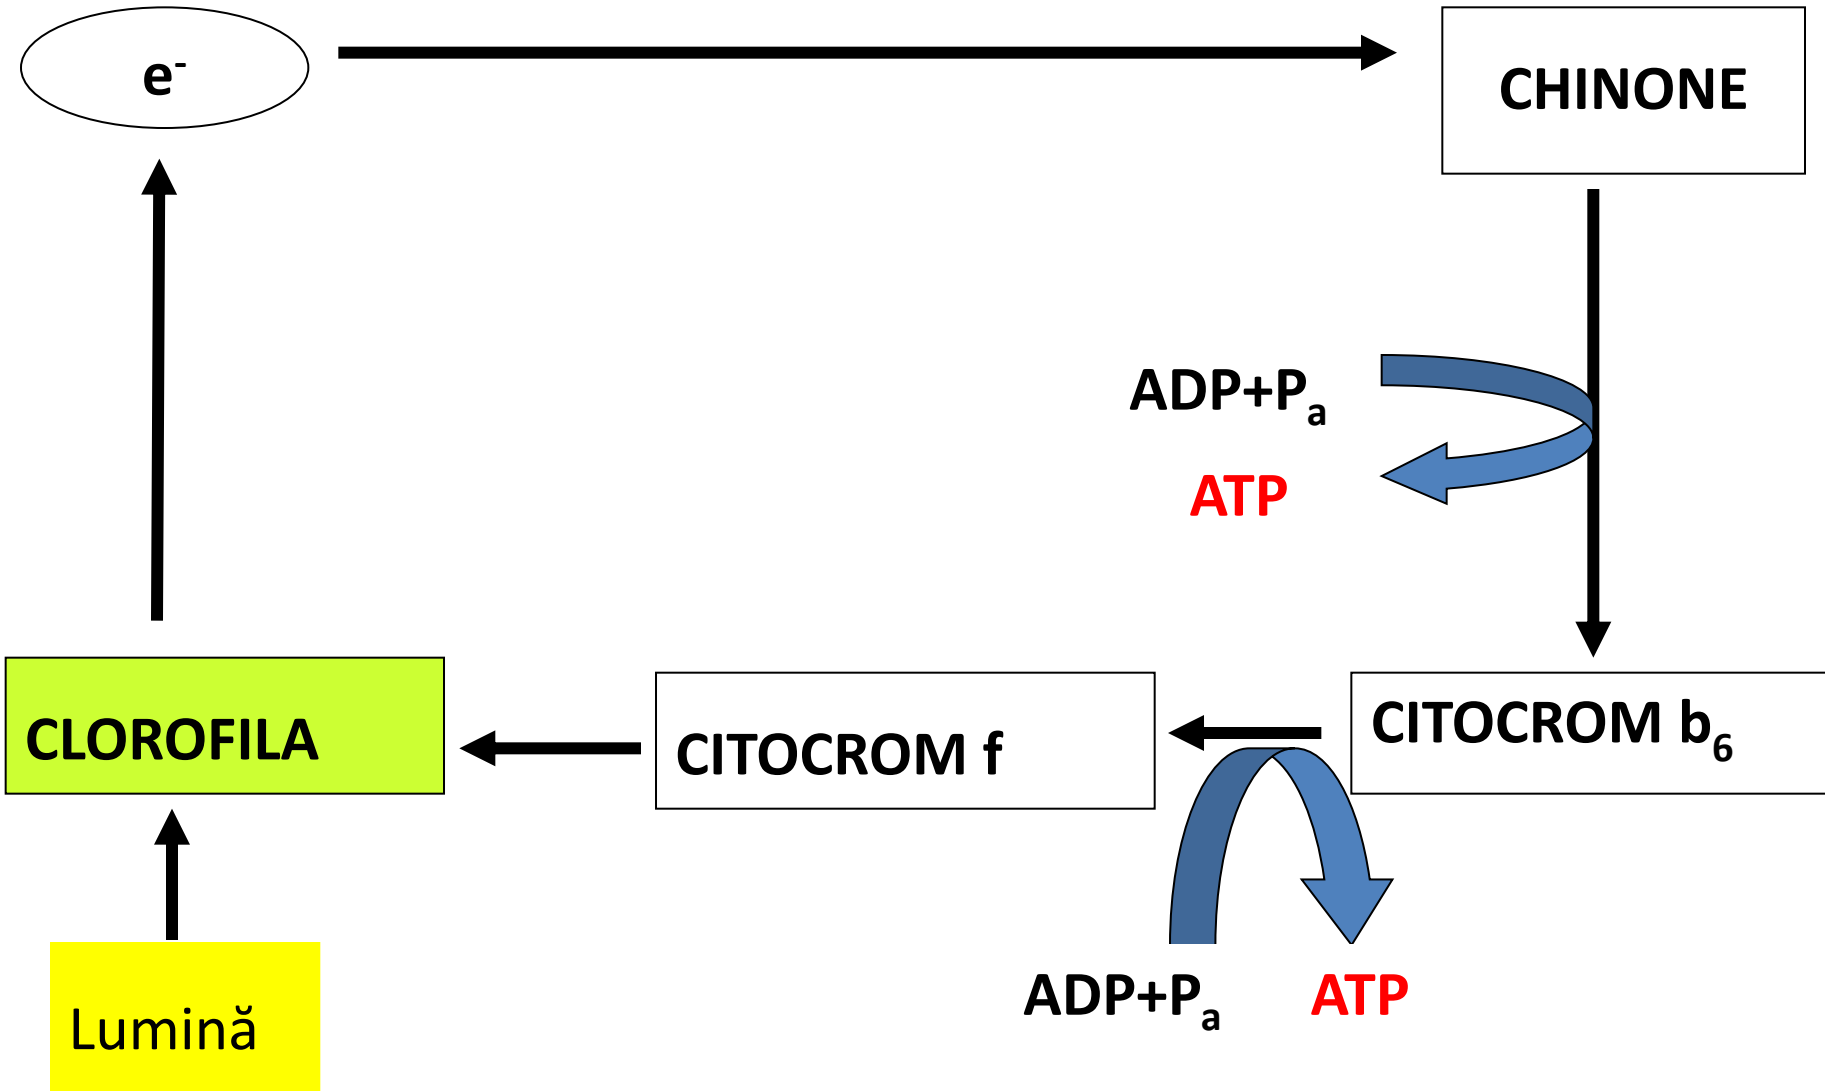 e⁻
CHINONE
ADP+Pₐ
ATP
CLOROFILA
CITOCROM f
CITOCROM b₆
ADP+Pₐ
ATP
Lumină